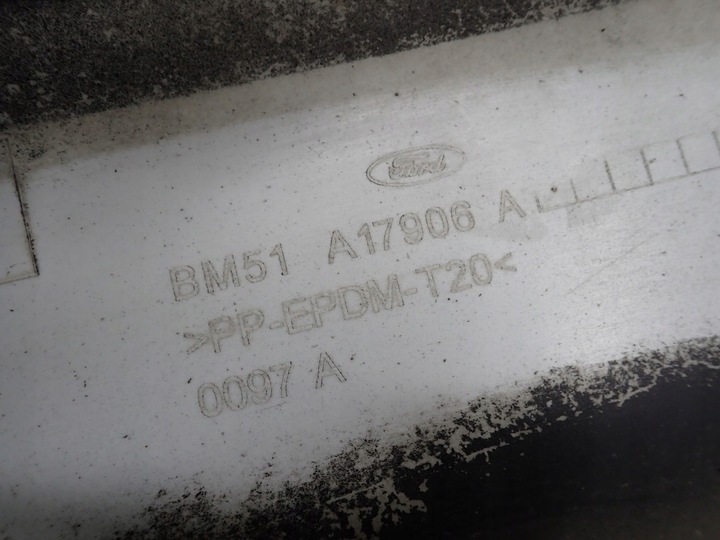 Ford
BM51 A17906 A
>PP-EPDM-T20<
0097 A